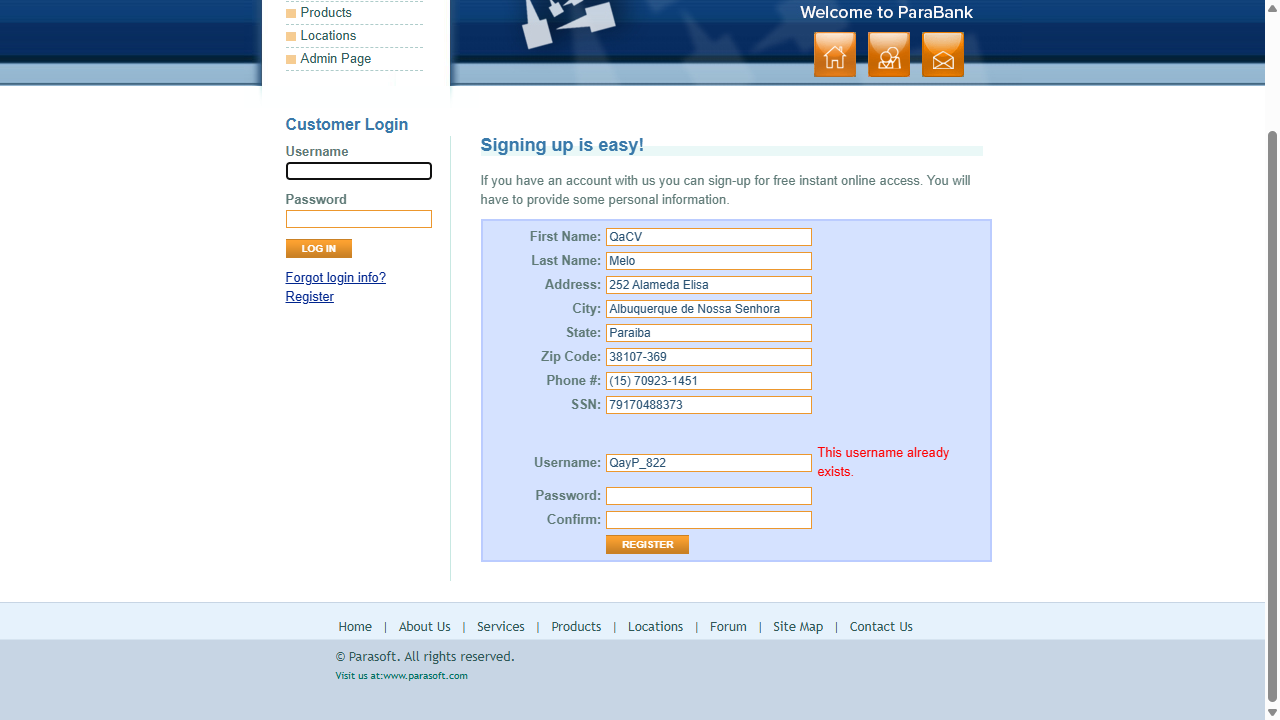 Products
Locations
Admin Page
Welcome to ParaBank
Customer Login
Username
Password
LOG IN
Forgot login info?
Register
Signing up is easy!
If you have an account with us you can sign-up for free instant online access. You will
have to provide some personal information.
First Name: QaCV
Last Name: Melo
Address: 252 Alameda Elisa
City: Albuquerque de Nossa Senhora
State: Paraiba
Zip Code: 38107-369
Phone #: (15) 70923-1451
SSN: 79170488373
Username: QayP_822 This username already
exists.
Password:
Confirm:
REGISTER
Home | About Us | Services | Products | Locations | Forum | Site Map | Contact Us
© Parasoft. All rights reserved.
Visit us at:www.parasoft.com